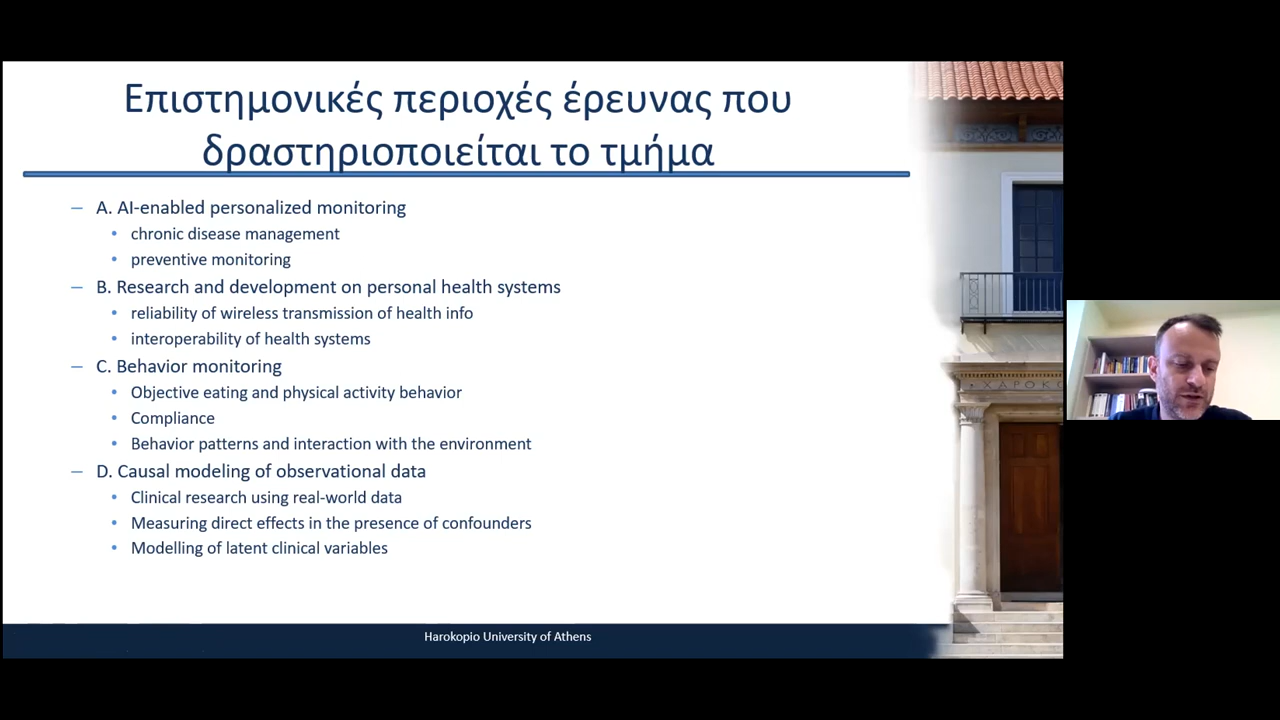 Επιστημονικές περιοχές έρευνας που
δραστηριοποιείται το τμήμα
– A. AI-enabled personalized monitoring
• chronic disease management
• preventive monitoring
– B. Research and development on personal health systems
• reliability of wireless transmission of health info
• interoperability of health systems
– C. Behavior monitoring
• Objective eating and physical activity behavior
• Compliance
• Behavior patterns and interaction with the environment
– D. Causal modeling of observational data
• Clinical research using real-world data
• Measuring direct effects in the presence of confounders
• Modelling of latent clinical variables
Harokopio University of Athens
ΧΑΡΟΚΟ